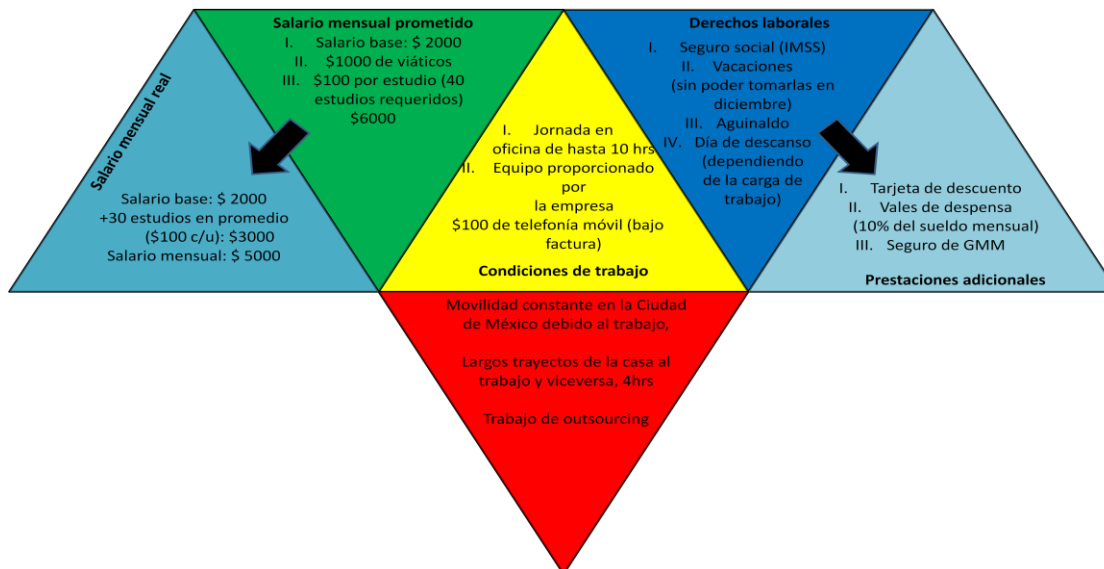 Salario mensual real
Salario base: $ 2000
+30 estudios en promedio
($100 c/u): $3000
Salario mensual: $ 5000
Salario mensual prometido
I. Salario base: $ 2000
II. $1000 de viáticos
III. $100 por estudio (40
estudios requeridos)
$6000
I. Jornada en
oficina de hasta 10 hrs
II. Equipo proporcionado
por
la empresa
$100 de telefonía móvil (bajo
factura)
Condiciones de trabajo
Derechos laborales
I. Seguro social (IMSS)
II. Vacaciones
(sin poder tomarlas en
diciembre)
III. Aguinaldo
IV. Día de descanso
(dependiendo
de la carga de
trabajo)
I. Tarjeta de descuento
II. Vales de despensa
(10% del sueldo mensual)
III. Seguro de GMM
Prestaciones adicionales
Movilidad constante en la Ciudad
de México debido al trabajo,
Largos trayectos de la casa al
trabajo y viceversa, 4hrs
Trabajo de outsourcing